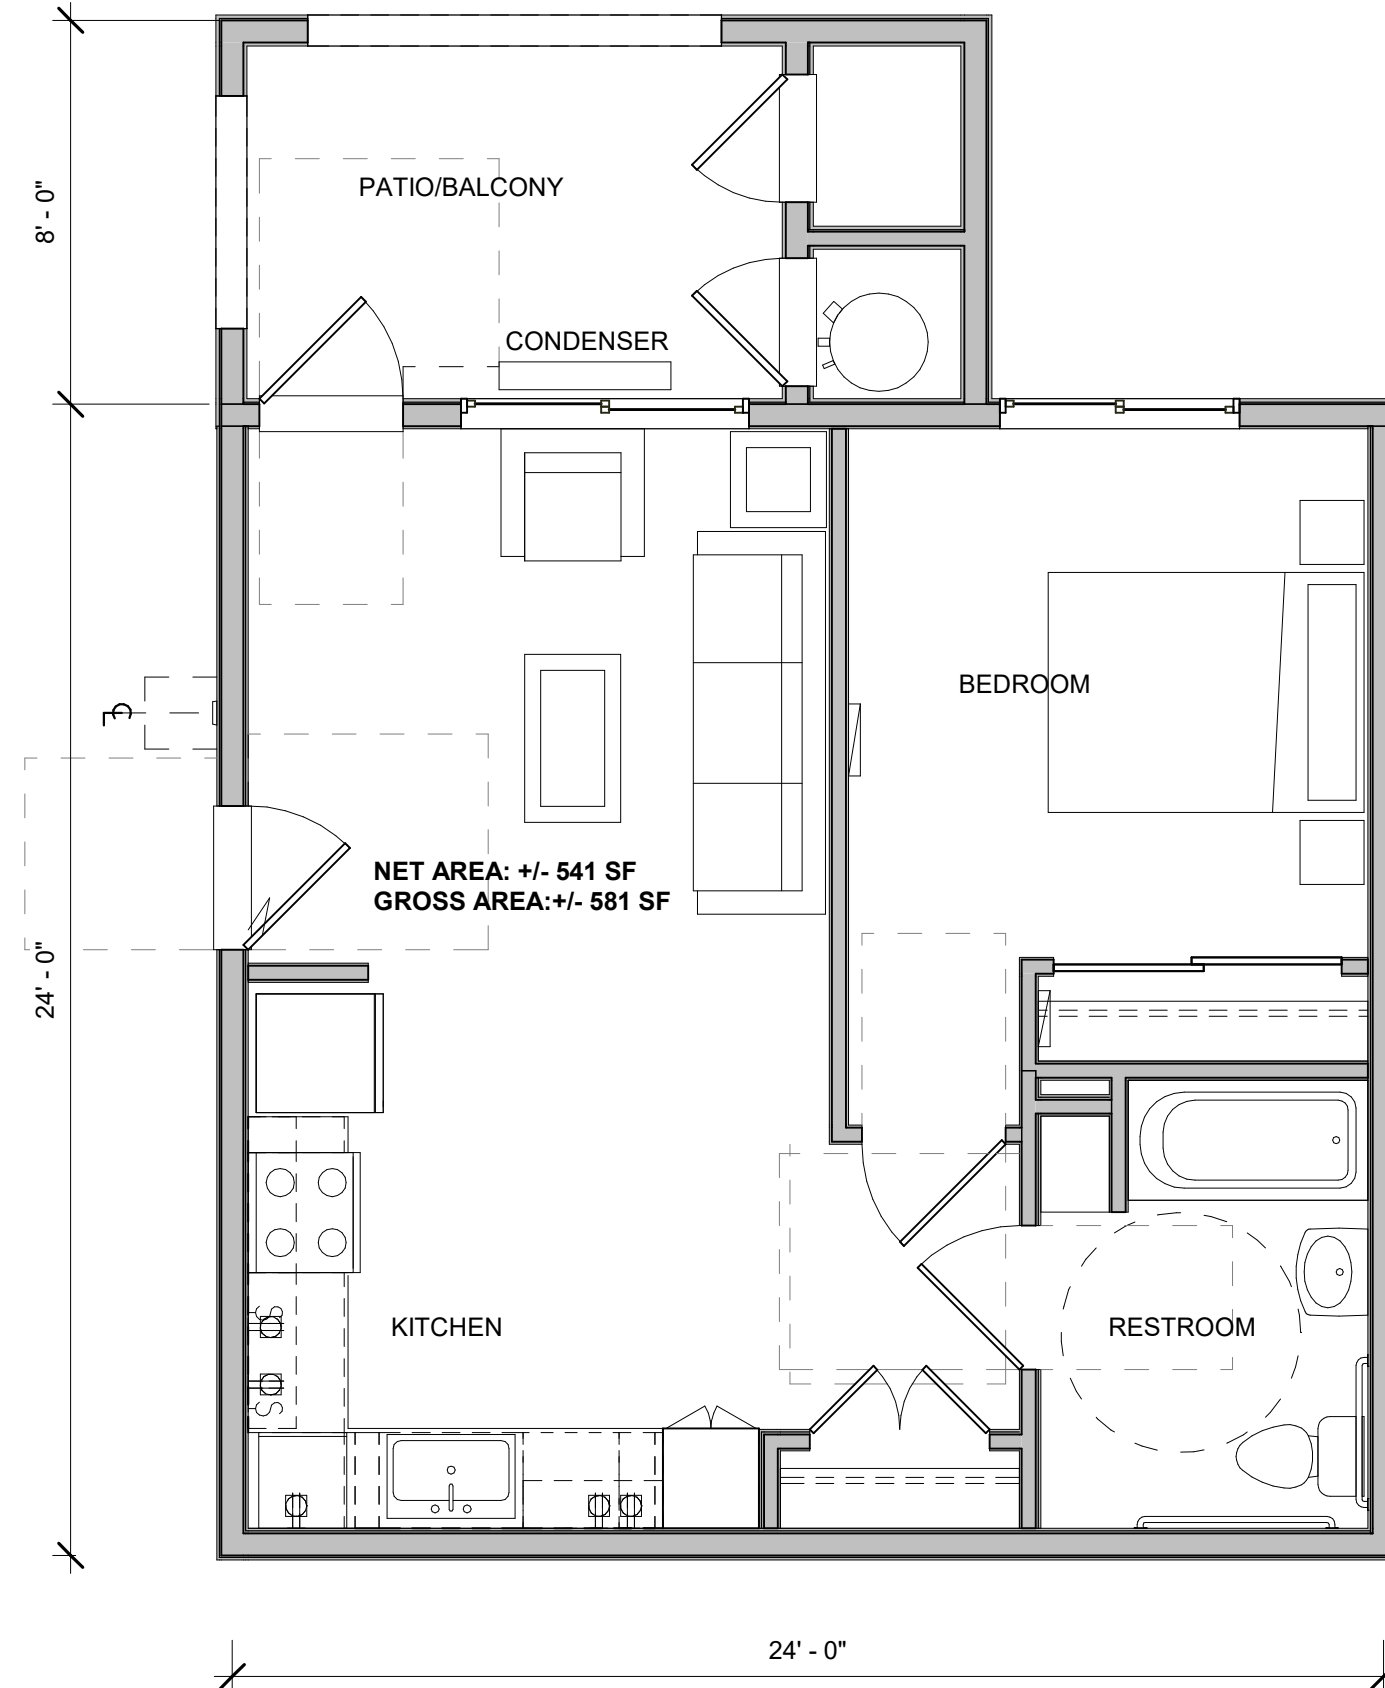 8' - 0"
PATIO/BALCONY
CONDENSER
BEDROOM
NET AREA: +/- 541 SF
GROSS AREA:+/- 581 SF
24' - 0"
KITCHEN
RESTROOM
24' - 0"